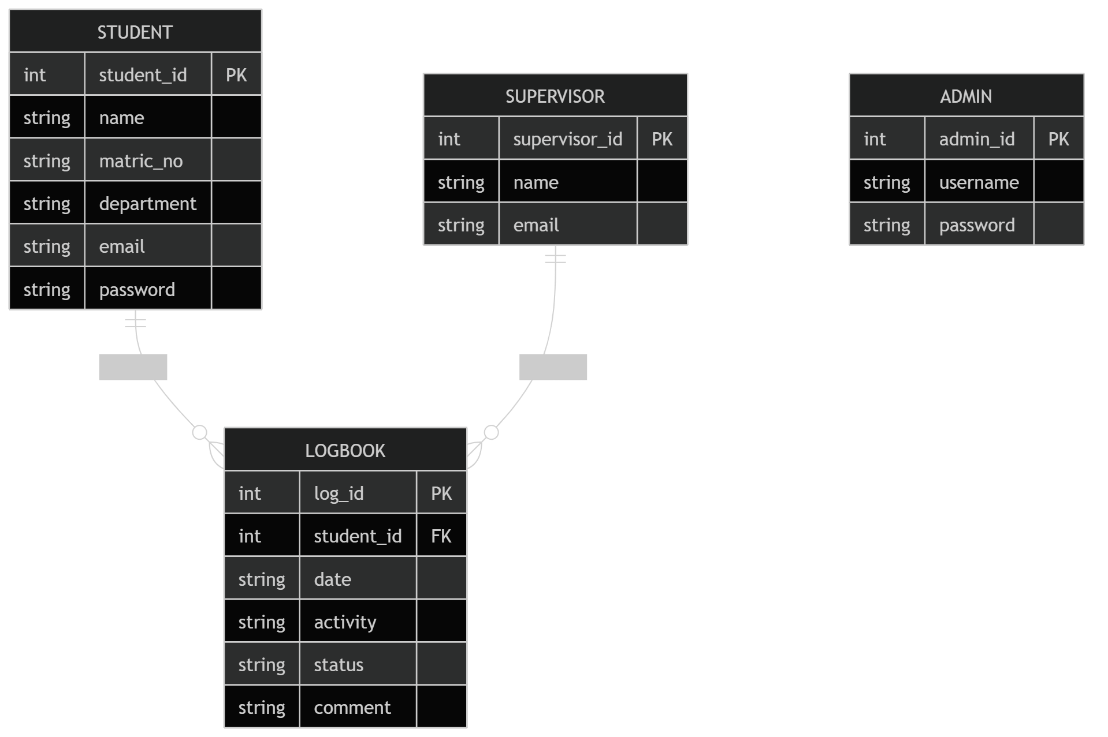 STUDENT
int student_id PK
string name
string matric_no
string department
string email
string password
SUPERVISOR
int supervisor_id PK
string name
string email
ADMIN
int admin_id PK
string username
string password
LOGBOOK
int log_id PK
int student_id FK
string date
string activity
string status
string comment